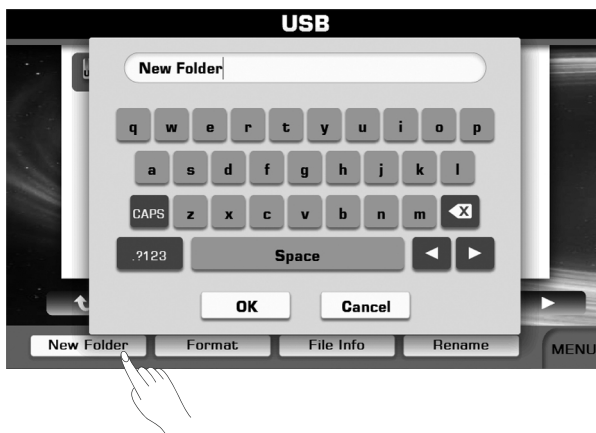 USB
New Folder
q w e r t y u i o p
a s d f g h j k l
CAPS z x c v b n m
.?123 Space
OK Cancel
New Folder Format File Info Rename MENU